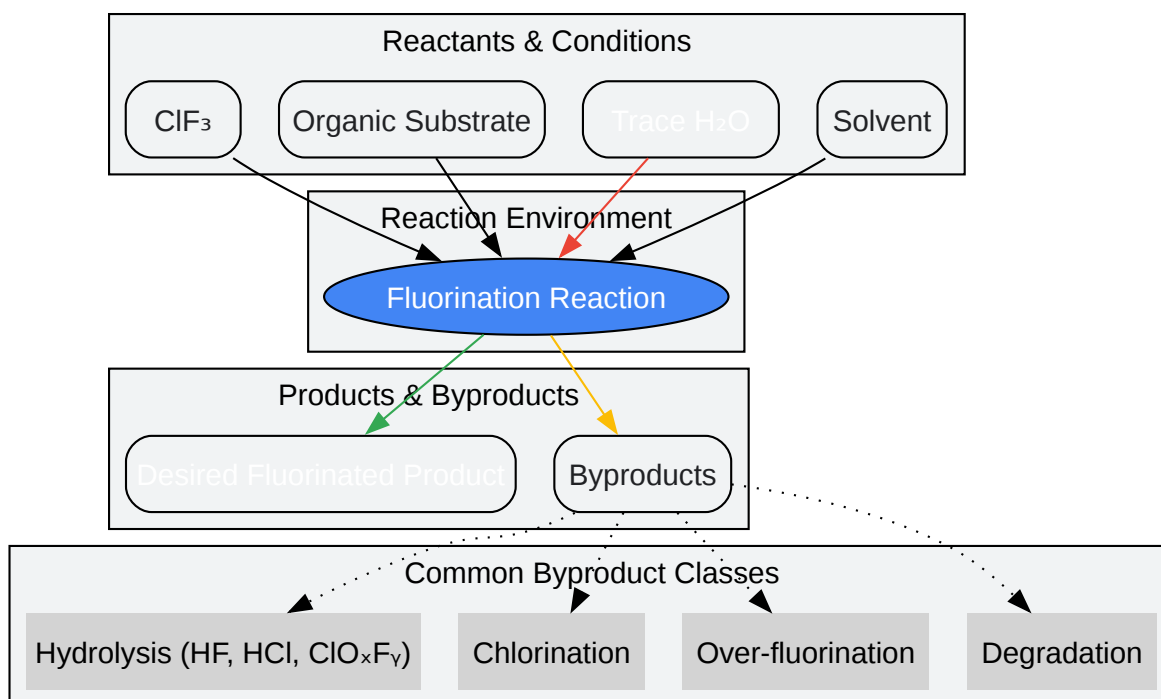 Reactants & Conditions
ClF₃
Organic Substrate
Trace H₂O
Solvent
Reaction Environment
Fluorination Reaction
Products & Byproducts
Desired Fluorinated Product
Byproducts
Common Byproduct Classes
Hydrolysis (HF, HCl, ClOₓFᵧ)
Chlorination
Over-fluorination
Degradation